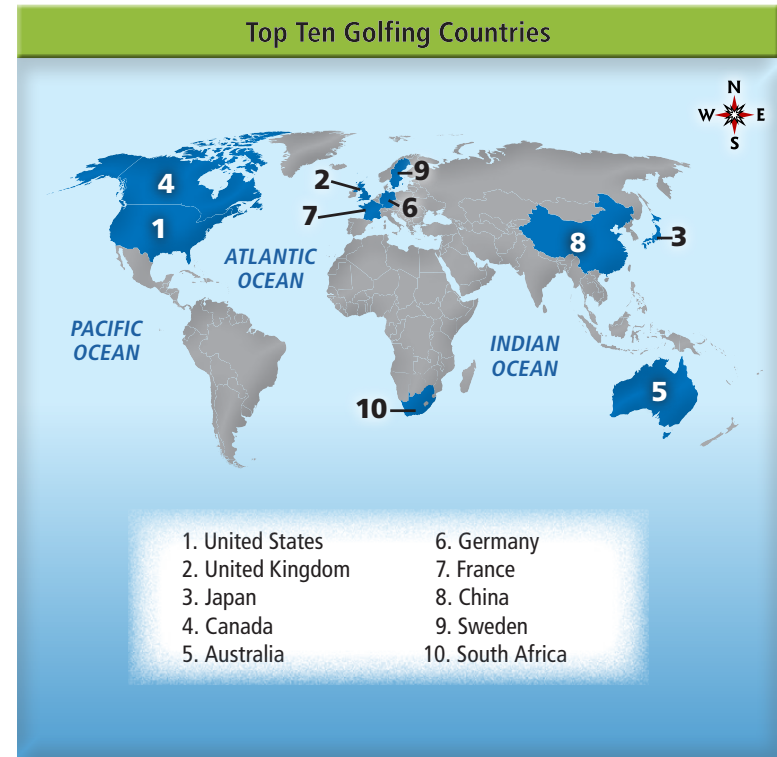 Top Ten Golfing Countries
N
W E
S
4
1
2
7
9
6
8
3
ATLANTIC
OCEAN
PACIFIC
OCEAN
INDIAN
OCEAN
10
5
1. United States
2. United Kingdom
3. Japan
4. Canada
5. Australia
6. Germany
7. France
8. China
9. Sweden
10. South Africa